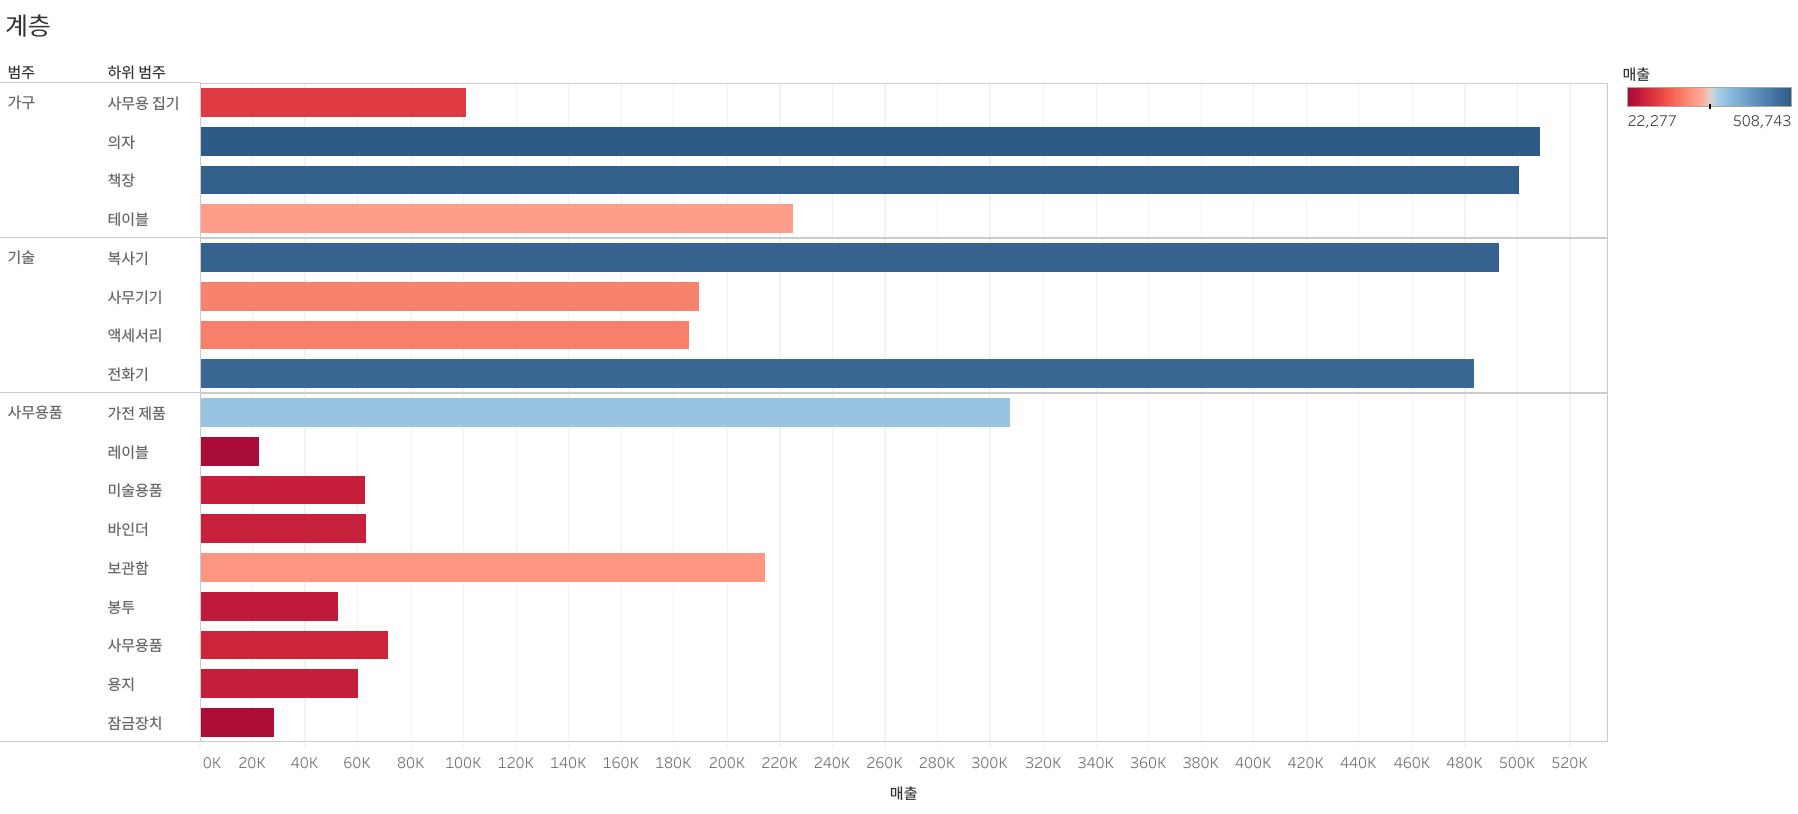 계층
범주 하위 범주
가구 사무용 집기
의자
책장
테이블
기술 복사기
사무기기
액세서리
전화기
사무용품 가전 제품
레이블
미술용품
바인더
보관함
봉투
사무용품
용지
잠금장치
0K 20K 40K 60K 80K 100K 120K 140K 160K 180K 200K 220K 240K 260K 280K 300K 320K 340K 360K 380K 400K 420K 440K 460K 480K 500K 520K
매출
매출
22,277 508,743